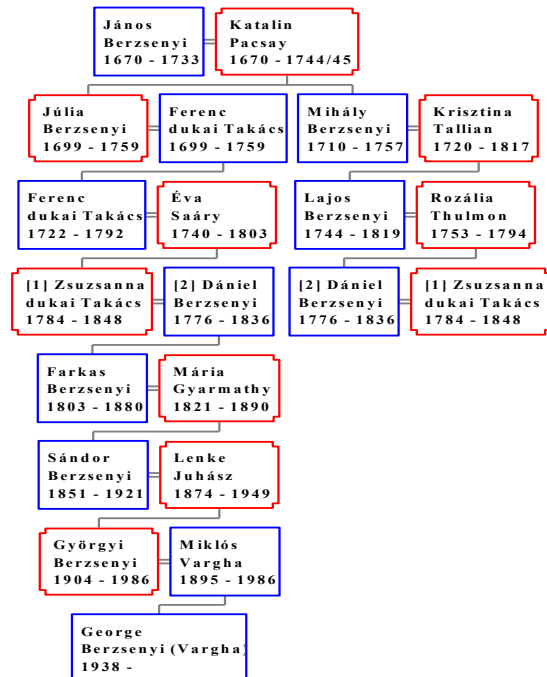 János
Berzsenyi
1670 - 1733
Katalin
Pacsay
1670 - 1744/45
Júlia
Berzsenyi
1699 - 1759
Ferenc
dukai Takács
1699 - 1759
Mihály
Berzsenyi
1710 - 1757
Krisztina
Tallian
1720 - 1817
Ferenc
dukai Takács
1722 - 1792
Éva
Saáry
1740 - 1803
Lajos
Berzsenyi
1744 - 1819
Rozália
Thulmon
1753 - 1794
[1] Zsuzsanna
dukai Takács
1784 - 1848
[2] Dániel
Berzsenyi
1776 - 1836
[2] Dániel
Berzsenyi
1776 - 1836
[1] Zsuzsanna
dukai Takács
1784 - 1848
Farkas
Berzsenyi
1803 - 1880
Mária
Gyarmathy
1821 - 1890
Sándor
Berzsenyi
1851 - 1921
Lenke
Juhász
1874 - 1949
Györgyi
Berzsenyi
1904 - 1986
Miklós
Vargha
1895 - 1986
George
Berzsenyi (Vargha)
1938 -